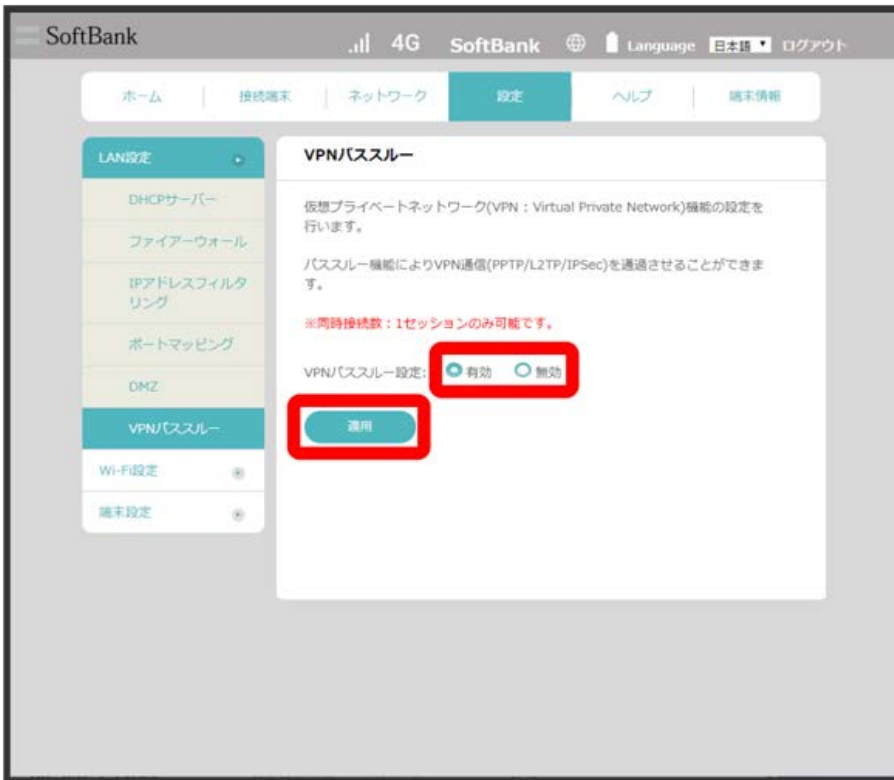 SoftBank
4G SoftBank Language 日本語 ログアウト
ホーム 接続端末 ネットワーク 設定 ヘルプ 端末情報
LAN設定
DHCPサーバー
ファイアーウォール
IPアドレスフィルタ
リング
ポートマッピング
DMZ
VPNパススルー
Wi-Fi設定
端末設定
VPNパススルー
仮想プライベートネットワーク(VPN : Virtual Private Network)機能の設定を
行います。
パススルー機能によりVPN通信(PPTP/L2TP/IPSec)を通過させることができま
す。
※同時接続数：1セッションのみ可能です。
VPNパススルー設定: 有効 無効
適用